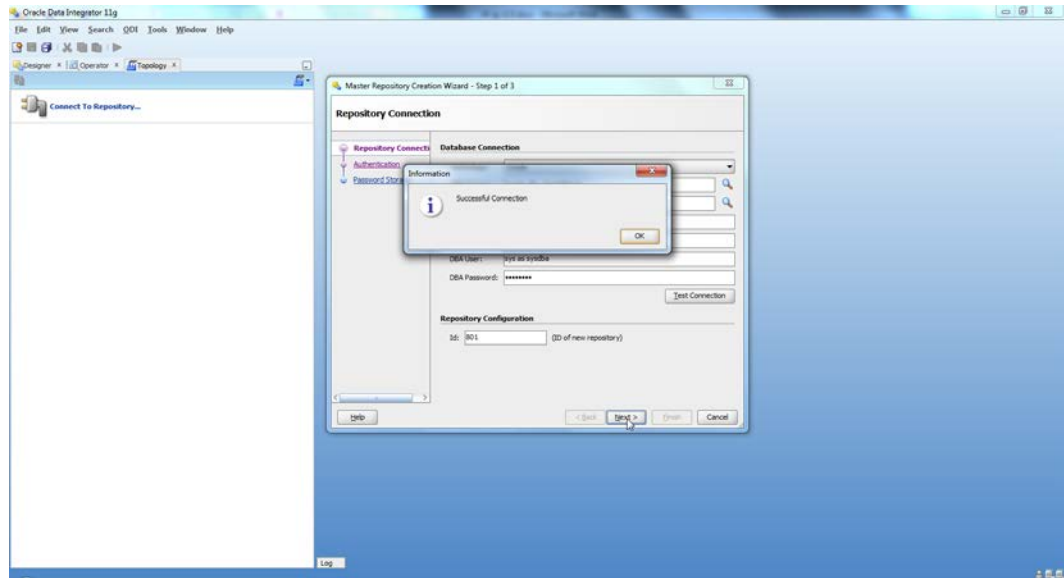 Oracle Data Integrator 11g
File Edit View Search ODI Tools Window Help
Designer × Operator × Topology ×
Connect To Repository...
Master Repository Creation Wizard - Step 1 of 3
Repository Connection
Repository Connecti
Authentication
Password Stora
Database Connection
Information
Successful Connection
OK
DBA User: sys as sysdba
DBA Password: ••••••••
Test Connection
Repository Configuration
Id: 801 (ID of new repository)
Help < Back Next > Finish Cancel
Log